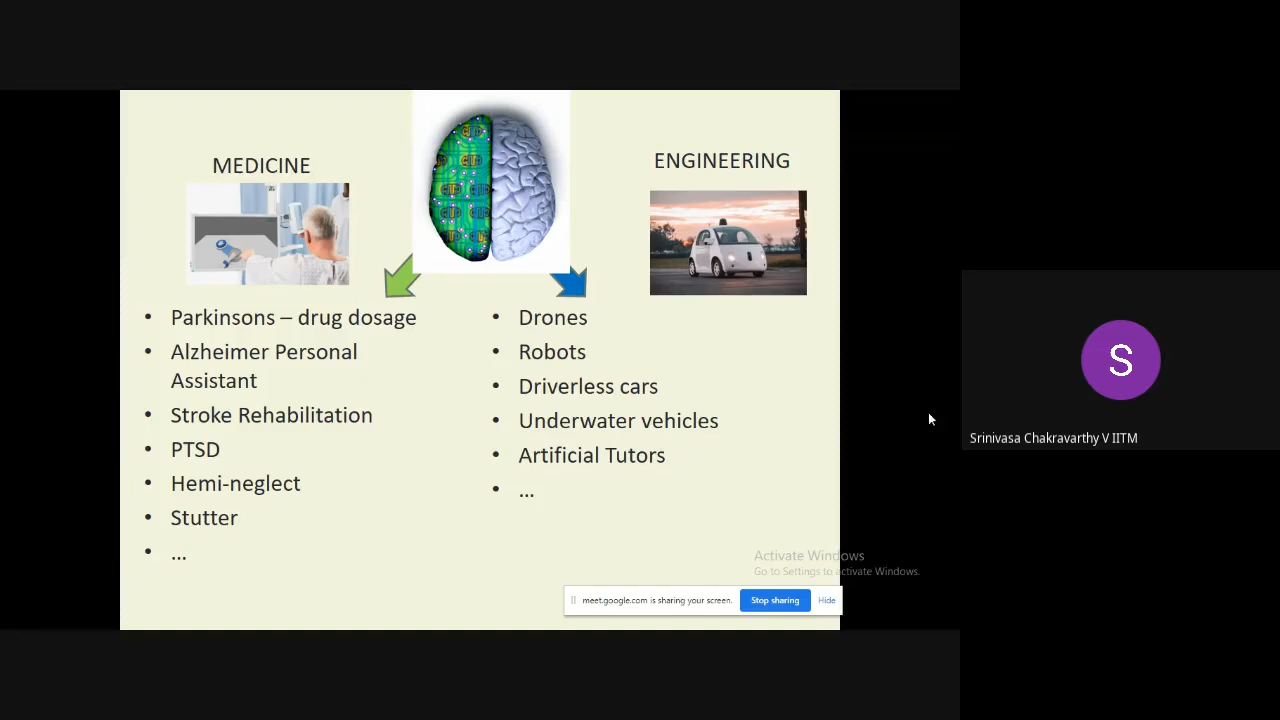 MEDICINE
ENGINEERING
• Parkinsons – drug dosage
• Alzheimer Personal
Assistant
• Stroke Rehabilitation
• PTSD
• Hemi-neglect
• Stutter
• ...
• Drones
• Robots
• Driverless cars
• Underwater vehicles
• Artificial Tutors
• ...
Activate Windows
Go to Settings to activate Windows.
meet.google.com is sharing your screen.
Stop sharing
Hide
S
Srinivasa Chakravarthy V IITM